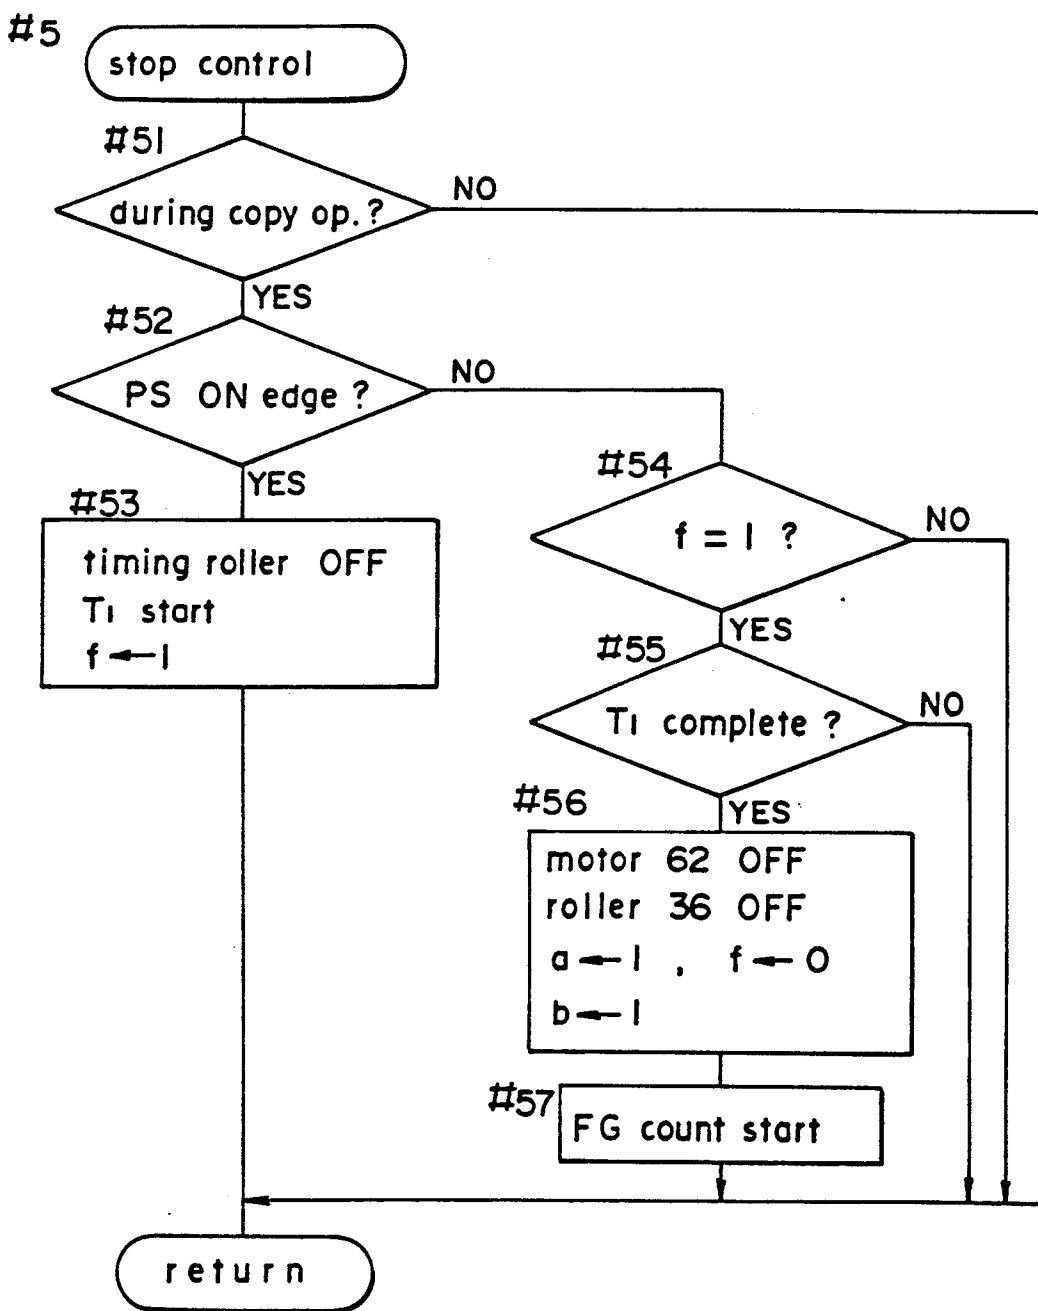 #5
stop control
#51
during copy op.?
NO
YES
#52
PS ON edge ?
NO
YES
#53
timing roller OFF
T1 start
f ← 1
#54
f = 1 ?
NO
YES
#55
T1 complete ?
NO
YES
#56
motor 62 OFF
roller 36 OFF
a ← 1 , f ← 0
b ← 1
#57
FG count start
return